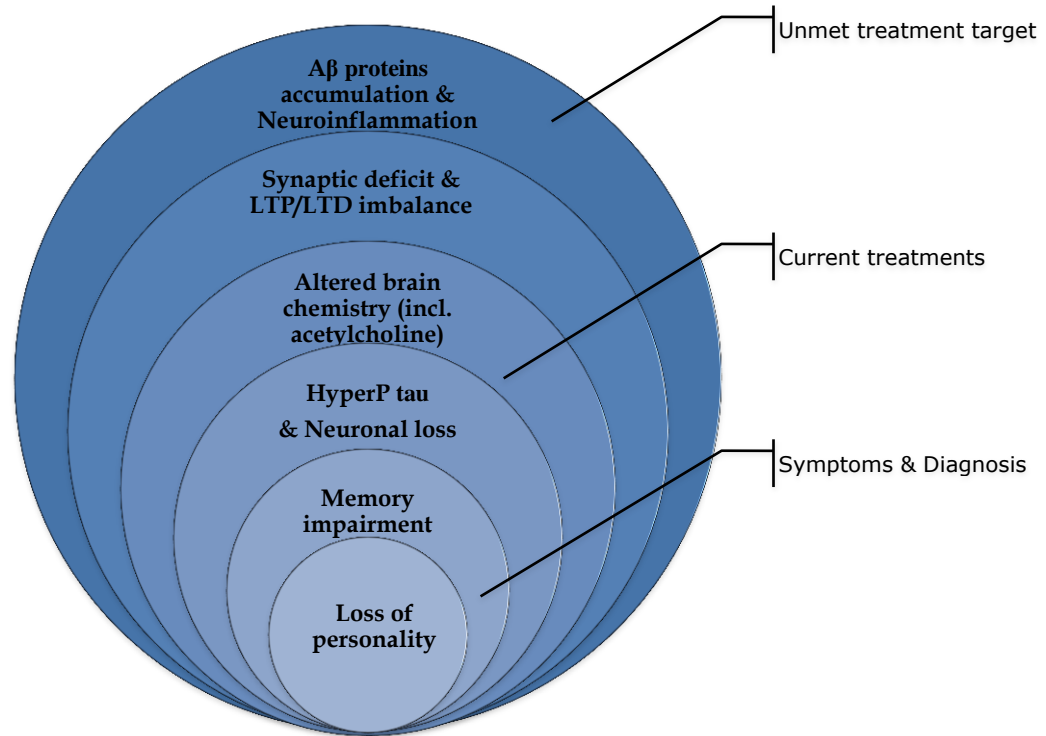 Unmet treatment target
Aβ proteins
accumulation &
Neuroinflammation
Synaptic deficit &
LTP/LTD imbalance
Current treatments
Altered brain
chemistry (incl.
acetylcholine)
HyperP tau
& Neuronal loss
Symptoms & Diagnosis
Memory
impairment
Loss of
personality